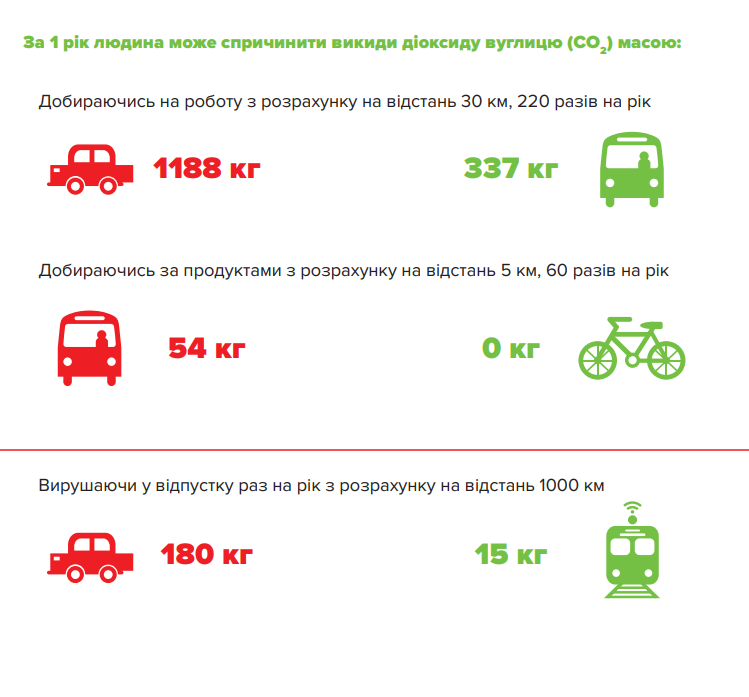 За 1 рік людина може спричинити викиди діоксиду вуглицю (CO₂) масою:
Добираючись на роботу з розрахунку на відстань 30 км, 220 разів на рік
1188 кг 337 кг
Добираючись за продуктами з розрахунку на відстань 5 км, 60 разів на рік
54 кг 0 кг
Вирушаючи у відпустку раз на рік з розрахунку на відстань 1000 км
180 кг 15 кг